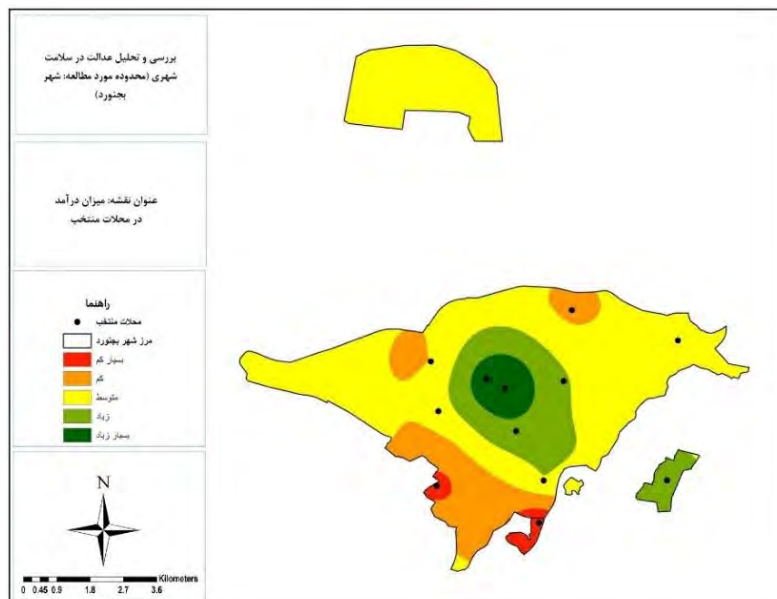 بررسی و تحلیل عدالت در سلامت
شهری (محدوده مورد مطالعه: شهر
بجنورد)
عنوان نقشه: میزان درآمد
در محلات منتخب
راهنما
محلات منتخب
مرز شهر بجنورد
بسیار کم
کم
متوسط
زیاد
بسیار زیاد
N
Kilometers
0 0.45 0.9 1.8 2.7 3.6